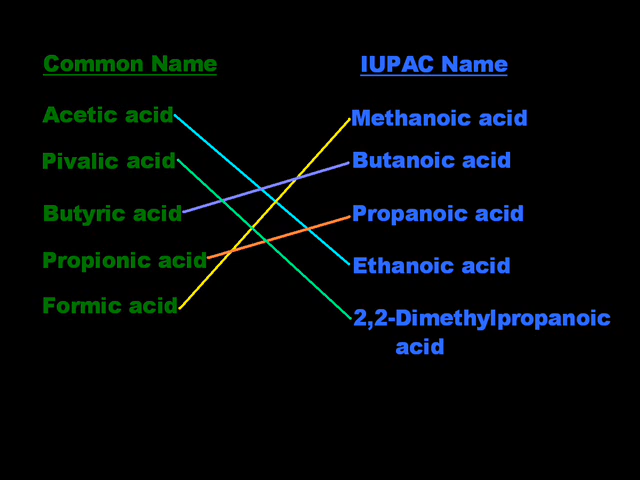 Common Name
IUPAC Name
Acetic acid
Methanoic acid
Pivalic acid
Butanoic acid
Butyric acid
Propanoic acid
Propionic acid
Ethanoic acid
Formic acid
2,2-Dimethylpropanoic
acid